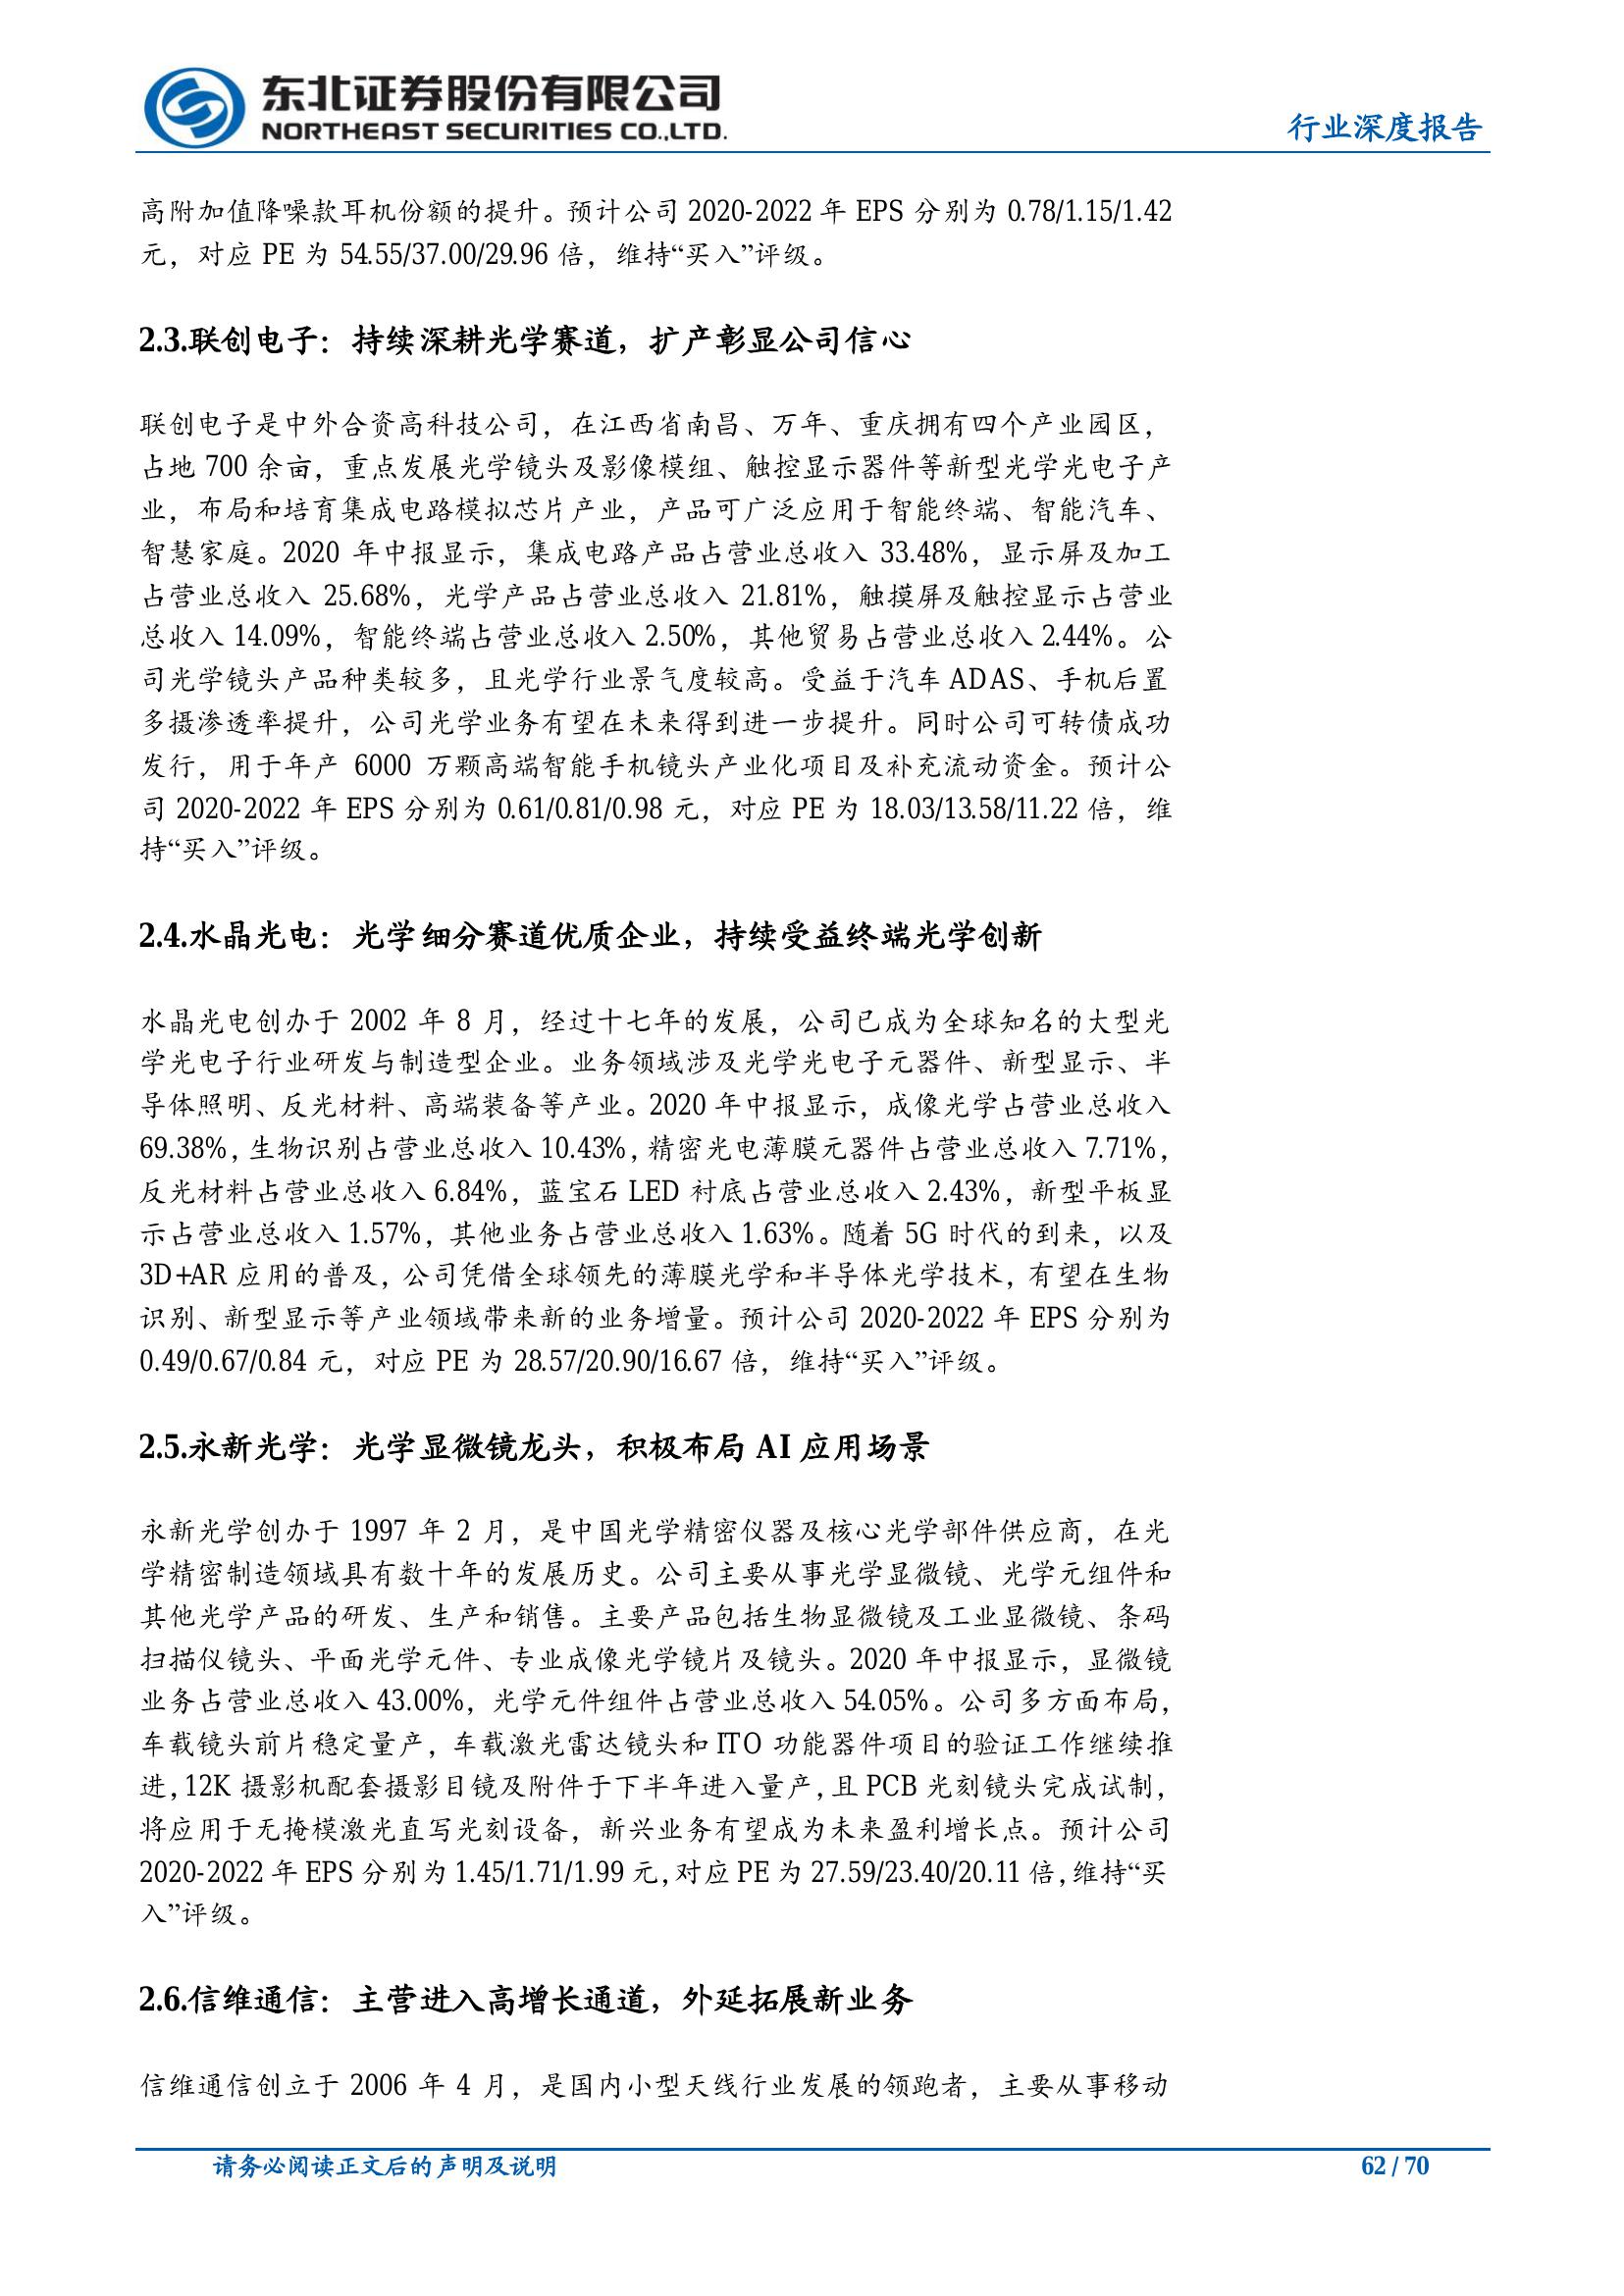 东北证券股份有限公司
NORTHEAST SECURITIES CO.,LTD.
行业深度报告
高附加值降噪款耳机份额的提升。预计公司 2020-2022 年 EPS 分别为 0.78/1.15/1.42
元，对应 PE 为 54.55/37.00/29.96 倍，维持“买入”评级。
2.3.联创电子：持续深耕光学赛道，扩产彰显公司信心
联创电子是中外合资高科技公司，在江西省南昌、万年、重庆拥有四个产业园区，
占地 700 余亩，重点发展光学镜头及影像模组、触控显示器件等新型光学光电子产
业，布局和培育集成电路模拟芯片产业，产品可广泛应用于智能终端、智能汽车、
智慧家庭。2020 年中报显示，集成电路产品占营业总收入 33.48%，显示屏及加工
占营业总收入 25.68%，光学产品占营业总收入 21.81%，触摸屏及触控显示占营业
总收入 14.09%，智能终端占营业总收入 2.50%，其他贸易占营业总收入 2.44%。公
司光学镜头产品种类较多，且光学行业景气度较高。受益于汽车 ADAS、手机后置
多摄渗透率提升，公司光学业务有望在未来得到进一步提升。同时公司可转债成功
发行，用于年产 6000 万颗高端智能手机镜头产业化项目及补充流动资金。预计公
司 2020-2022 年 EPS 分别为 0.61/0.81/0.98 元，对应 PE 为 18.03/13.58/11.22 倍，维
持“买入”评级。
2.4.水晶光电：光学细分赛道优质企业，持续受益终端光学创新
水晶光电创办于 2002 年 8 月，经过十七年的发展，公司已成为全球知名的大型光
学光电子行业研发与制造型企业。业务领域涉及光学光电子元器件、新型显示、半
导体照明、反光材料、高端装备等产业。2020 年中报显示，成像光学占营业总收入
69.38%，生物识别占营业总收入 10.43%，精密光电薄膜元器件占营业总收入 7.71%，
反光材料占营业总收入 6.84%，蓝宝石 LED 衬底占营业总收入 2.43%，新型平板显
示占营业总收入 1.57%，其他业务占营业总收入 1.63%。随着 5G 时代的到来，以及
3D+AR 应用的普及，公司凭借全球领先的薄膜光学和半导体光学技术，有望在生物
识别、新型显示等产业领域带来新的业务增量。预计公司 2020-2022 年 EPS 分别为
0.49/0.67/0.84 元，对应 PE 为 28.57/20.90/16.67 倍，维持“买入”评级。
2.5.永新光学：光学显微镜龙头，积极布局 AI 应用场景
永新光学创办于 1997 年 2 月，是中国光学精密仪器及核心光学部件供应商，在光
学精密制造领域具有数十年的发展历史。公司主要从事光学显微镜、光学元组件和
其他光学产品的研发、生产和销售。主要产品包括生物显微镜及工业显微镜、条码
扫描仪镜头、平面光学元件、专业成像光学镜片及镜头。2020 年中报显示，显微镜
业务占营业总收入 43.00%，光学元件组件占营业总收入 54.05%。公司多方面布局，
车载镜头前片稳定量产，车载激光雷达镜头和 ITO 功能器件项目的验证工作继续推
进，12K 摄影机配套摄影目镜及附件于下半年进入量产，且 PCB 光刻镜头完成试制，
将应用于无掩模激光直写光刻设备，新兴业务有望成为未来盈利增长点。预计公司
2020-2022 年 EPS 分别为 1.45/1.71/1.99 元，对应 PE 为 27.59/23.40/20.11 倍，维持“买
入”评级。
2.6.信维通信：主营进入高增长通道，外延拓展新业务
信维通信创立于 2006 年 4 月，是国内小型天线行业发展的领跑者，主要从事移动
请务必阅读正文后的声明及说明
62 / 70